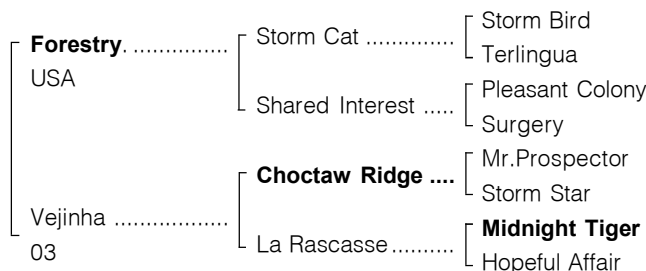 Storm Bird
Storm Cat ..............
Forestry. ...............
Terlingua
USA
Pleasant Colony
Shared Interest .....
Surgery
Mr.Prospector
Choctaw Ridge ....
Storm Star
Vejinha ..................
Midnight Tiger
03
La Rascasse..........
Hopeful Affair